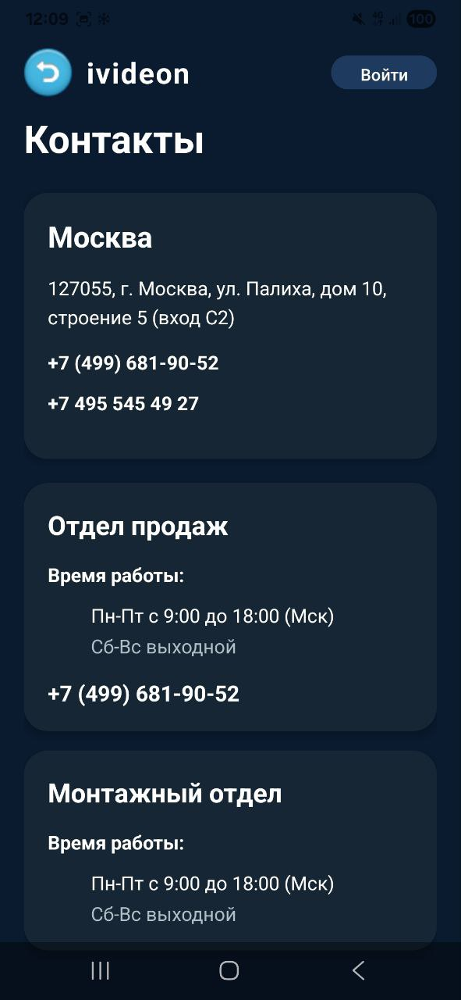 12:09
4G
100
ivideon
Войти
Контакты
Москва
127055, г. Москва, ул. Палиха, дом 10,
строение 5 (вход С2)
+7 (499) 681-90-52
+7 495 545 49 27
Отдел продаж
Время работы:
Пн-Пт с 9:00 до 18:00 (Мск)
Сб-Вс выходной
+7 (499) 681-90-52
Монтажный отдел
Время работы:
Пн-Пт с 9:00 до 18:00 (Мск)
Сб-Вс выходной